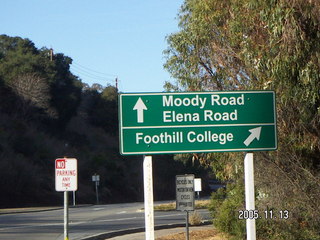 Moody Road
Elena Road
Foothill College
NO
PARKING
ANY
TIME
2005.11.13